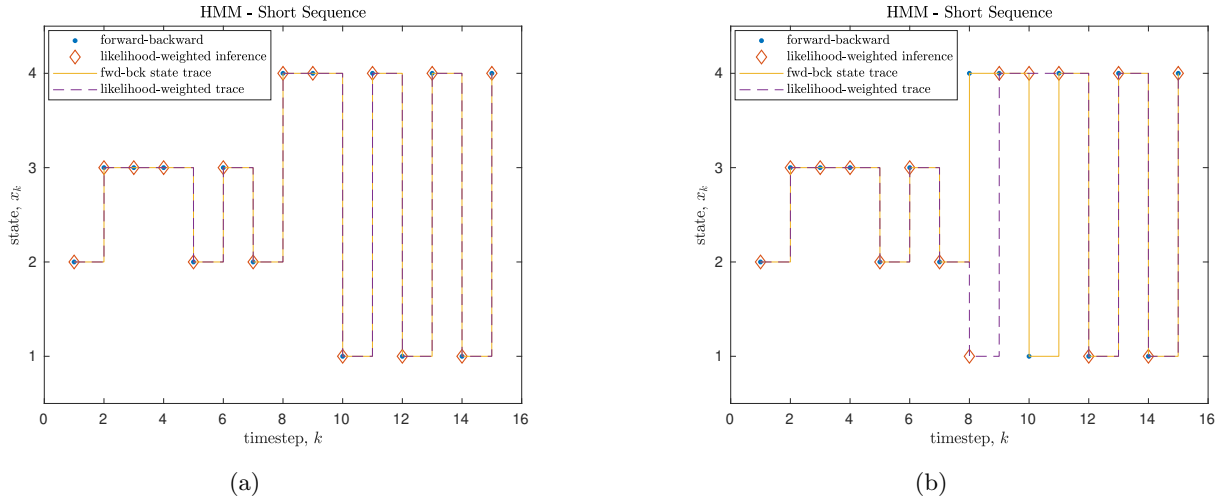 HMM - Short Sequence
forward-backward
likelihood-weighted inference
fwd-bck state trace
likelihood-weighted trace
4
3
2
1
state, x_k
0 2 4 6 8 10 12 14 16
timestep, k
(a)
HMM - Short Sequence
forward-backward
likelihood-weighted inference
fwd-bck state trace
likelihood-weighted trace
4
3
2
1
state, x_k
0 2 4 6 8 10 12 14 16
timestep, k
(b)